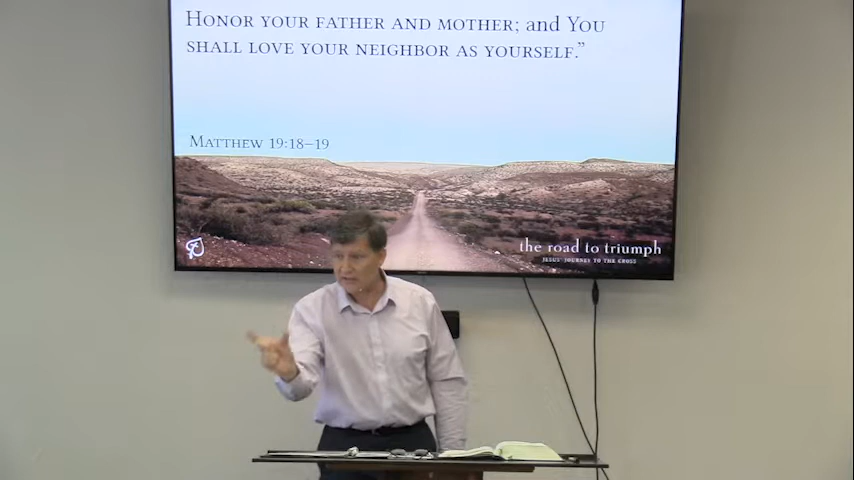 Honor your father and mother; and You
shall love your neighbor as yourself.”
Matthew 19:18–19
the road to triumph
Jesus' Journey to the Cross